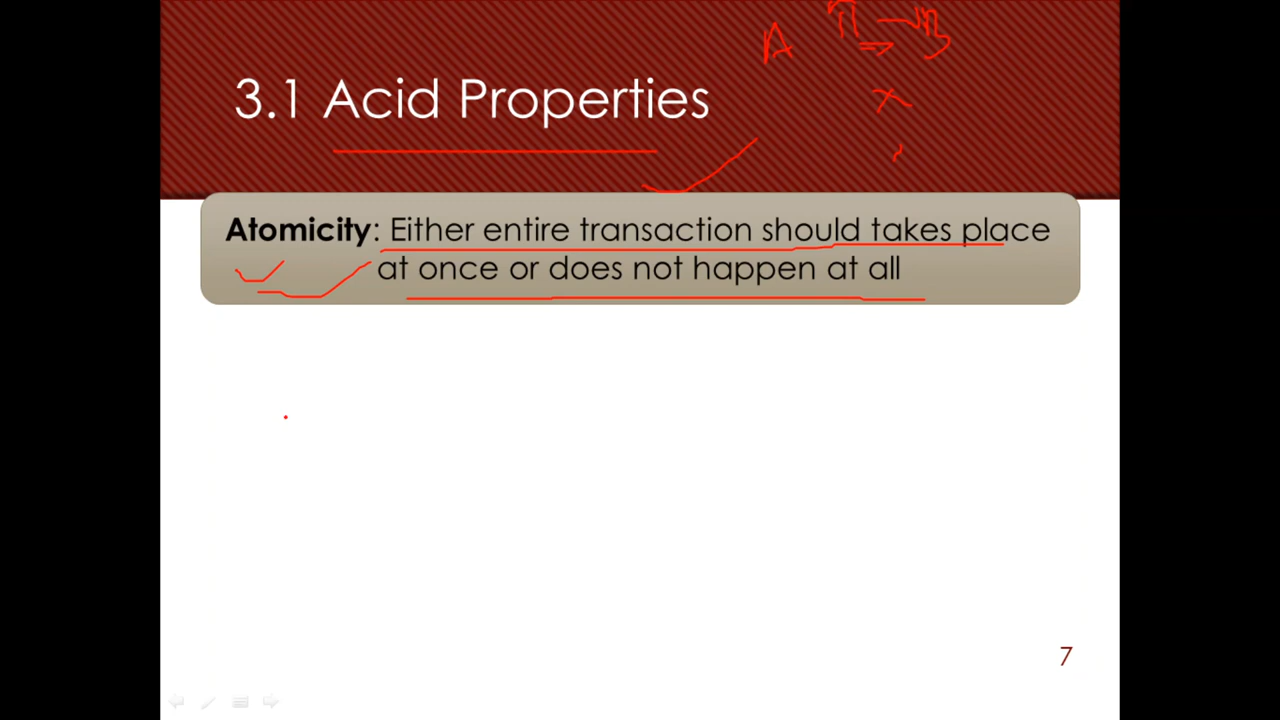 A
3.1 Acid Properties
Atomicity: Either entire transaction should takes place
at once or does not happen at all
7